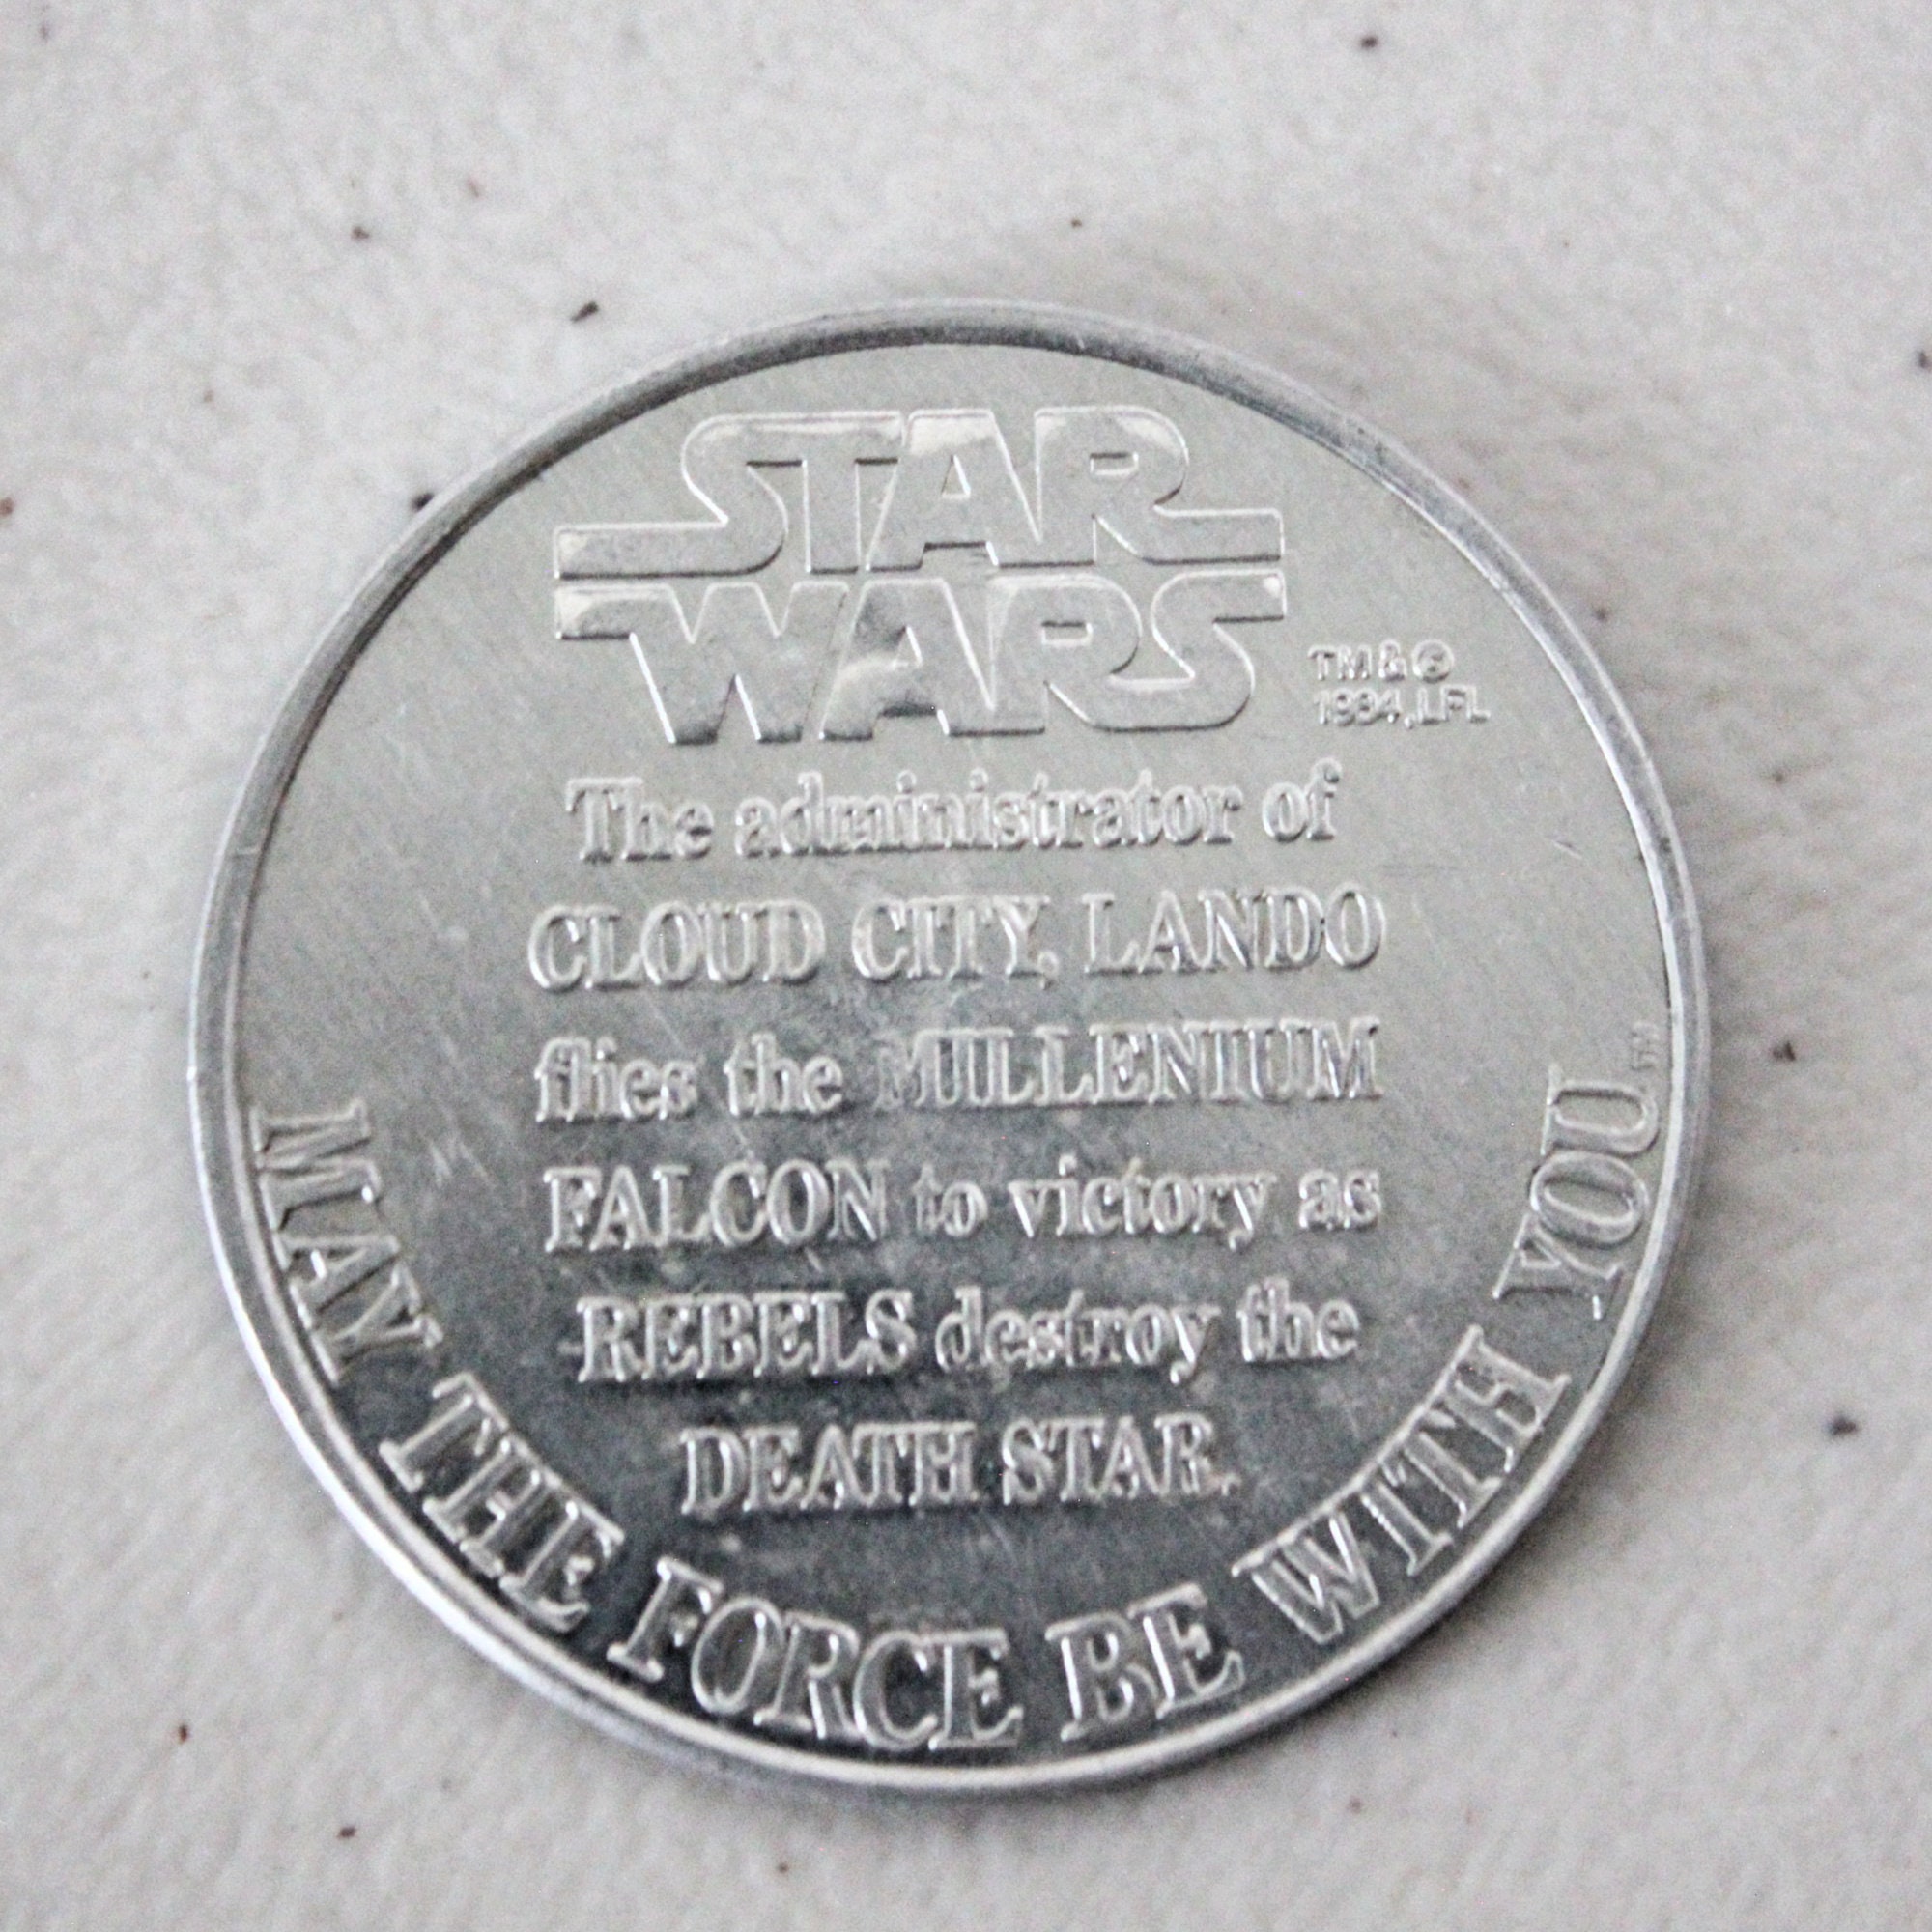 STAR
WARS
TM & ©
1994, LFL
The administrator of
CLOUD CITY, LANDO
flies the MILLENIUM
FALCON to victory as
REBELS destroy the
DEATH STAR.
MAY THE FORCE BE WITH YOU.™